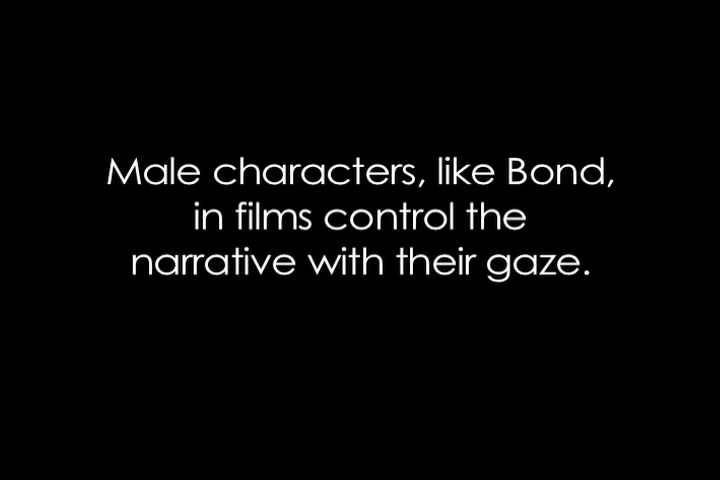 Male characters, like Bond,
in films control the
narrative with their gaze.